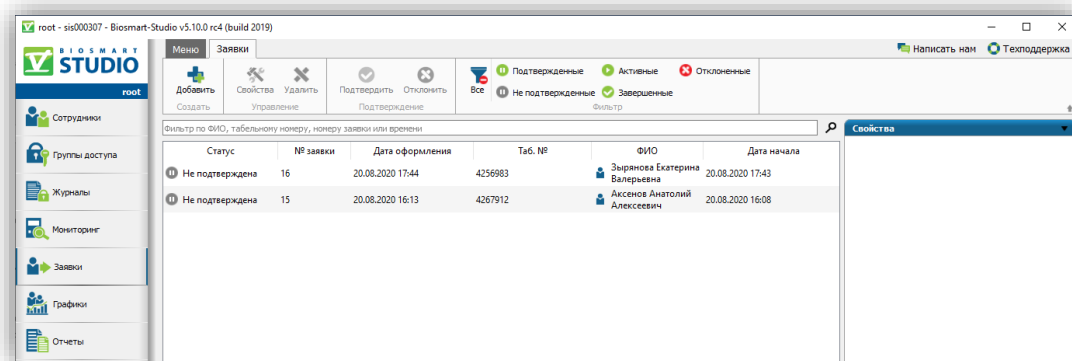 root - sis000307 - Biosmart-Studio v5.10.0 rc4 (build 2019)
BIOSMART
STUDIO
root
Меню Заявки
Написать нам Техподдержка
Добавить Свойства Удалить Подтвердить Отклонить Все
Подтвержденные Активные Отклоненные
Не подтвержденные Завершенные
Создать Управление Подтверждение Фильтр
Сотрудники
Группы доступа
Журналы
Мониторинг
Заявки
Графики
Отчеты
Фильтр по ФИО, табельному номеру, номеру заявки или времени
Статус № заявки Дата оформления Таб. № ФИО Дата начала
Не подтверждена 16 20.08.2020 17:44 4256983 Зырянова Екатерина Валерьевна 20.08.2020 17:43
Не подтверждена 15 20.08.2020 16:13 4267912 Аксенов Анатолий Алексеевич 20.08.2020 16:08
Свойства